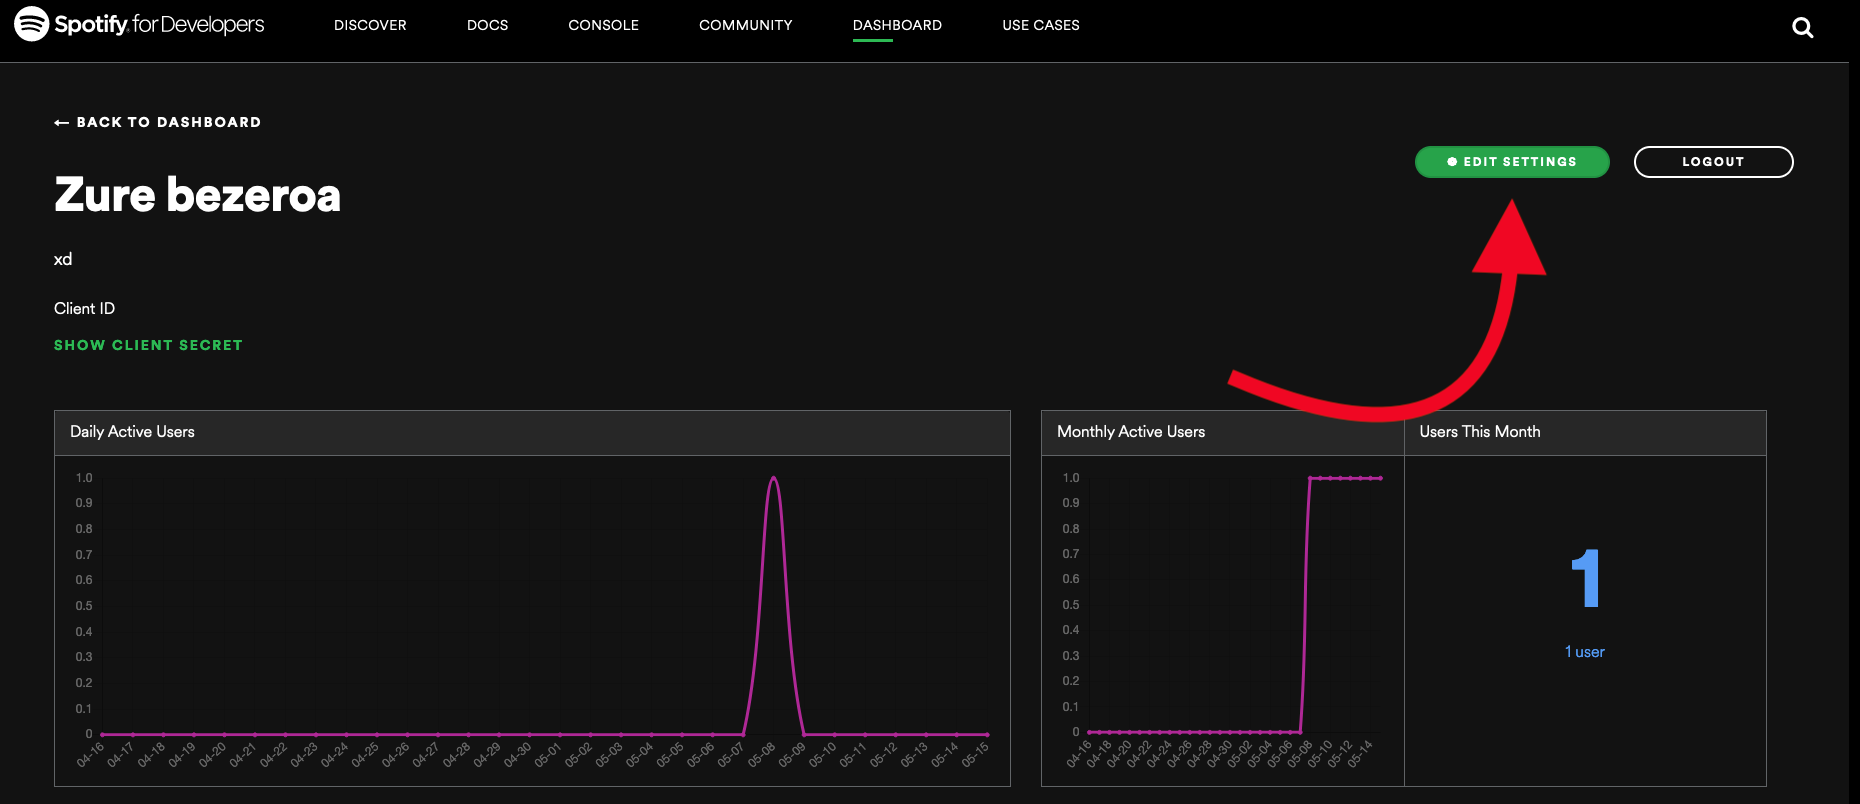 Spotify for Developers
DISCOVER
DOCS
CONSOLE
COMMUNITY
DASHBOARD
USE CASES
← BACK TO DASHBOARD
EDIT SETTINGS
LOGOUT
Zure bezeroa
xd
Client ID
SHOW CLIENT SECRET
Daily Active Users
1.0
0.9
0.8
0.7
0.6
0.5
0.4
0.3
0.2
0.1
0
04-16 04-17 04-18 04-19 04-20 04-21 04-22 04-23 04-24 04-25 04-26 04-27 04-28 04-29 04-30 05-01 05-02 05-03 05-04 05-05 05-06 05-07 05-08 05-09 05-10 05-11 05-12 05-13 05-14 05-15
Monthly Active Users
1.0
0.9
0.8
0.7
0.6
0.5
0.4
0.3
0.2
0.1
0
04-16 04-18 04-20 04-22 04-24 04-26 04-28 04-30 05-02 05-04 05-06 05-08 05-10 05-12 05-14
Users This Month
1
1 user